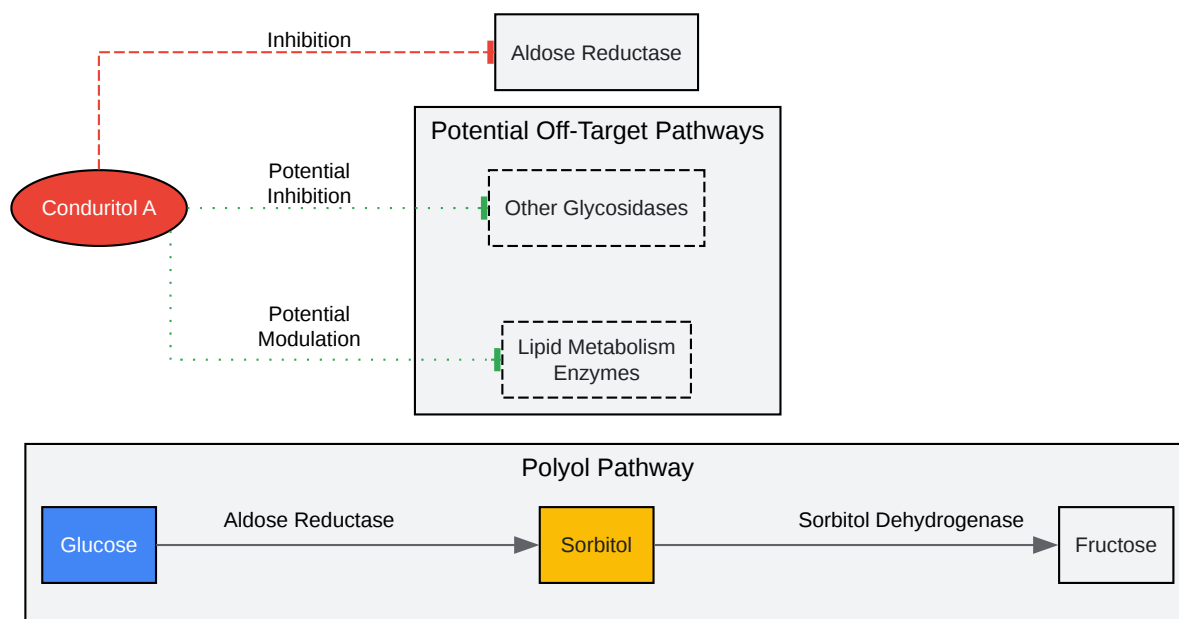 Inhibition
Aldose Reductase
Potential Off-Target Pathways
Conduritol A
Potential
Inhibition
Other Glycosidases
Potential
Modulation
Lipid Metabolism
Enzymes
Polyol Pathway
Glucose
Aldose Reductase
Sorbitol
Sorbitol Dehydrogenase
Fructose